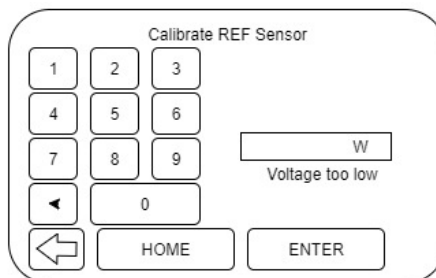 Calibrate REF Sensor
1 2 3
4 5 6
7 8 9
0
W
Voltage too low
HOME ENTER